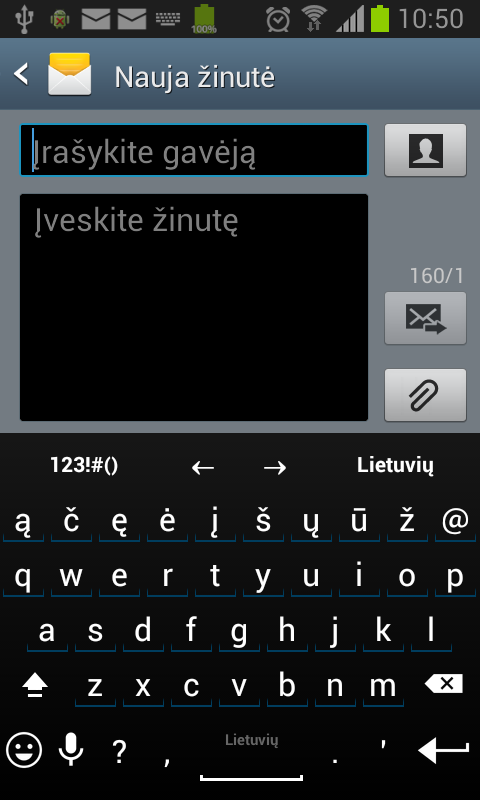 100% 10:50
Nauja žinutė
Įrašykite gavėją
Įveskite žinutę
160/1
123!#() ← → Lietuvių
ą č ę ė į š ų ū ž @
q w e r t y u i o p
a s d f g h j k l
z x c v b n m
? , Lietuvių . '